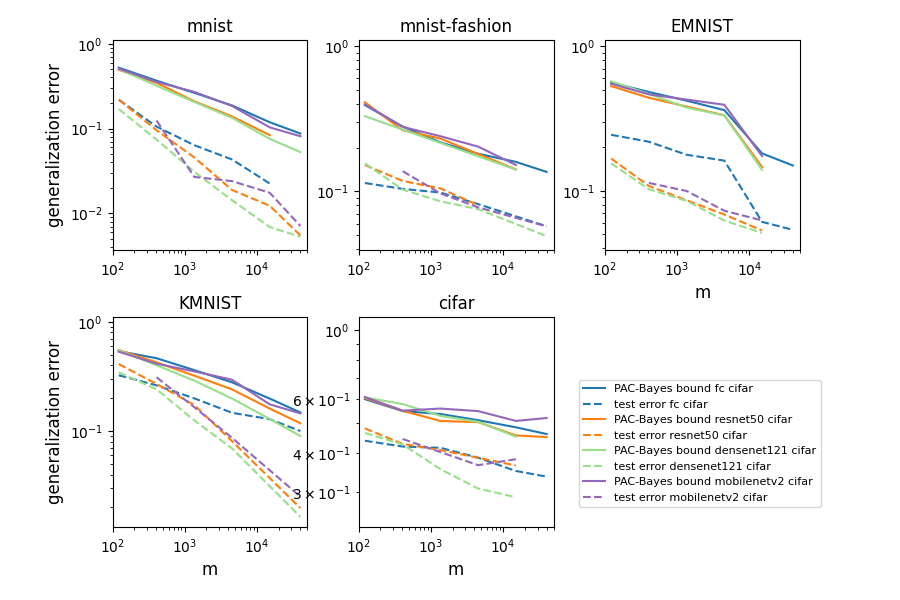 mnist
mnist-fashion
EMNIST
generalization error
10⁰
10⁻¹
10⁻²
10² 10³ 10⁴
10⁰
10⁻¹
10² 10³ 10⁴
10⁰
10⁻¹
10² 10³ 10⁴
m
KMNIST
cifar
generalization error
10⁰
10⁻¹
10² 10³ 10⁴
m
10⁰
6 × 10⁻¹
4 × 10⁻¹
3 × 10⁻¹
10² 10³ 10⁴
m
PAC-Bayes bound fc cifar
test error fc cifar
PAC-Bayes bound resnet50 cifar
test error resnet50 cifar
PAC-Bayes bound densenet121 cifar
test error densenet121 cifar
PAC-Bayes bound mobilenetv2 cifar
test error mobilenetv2 cifar